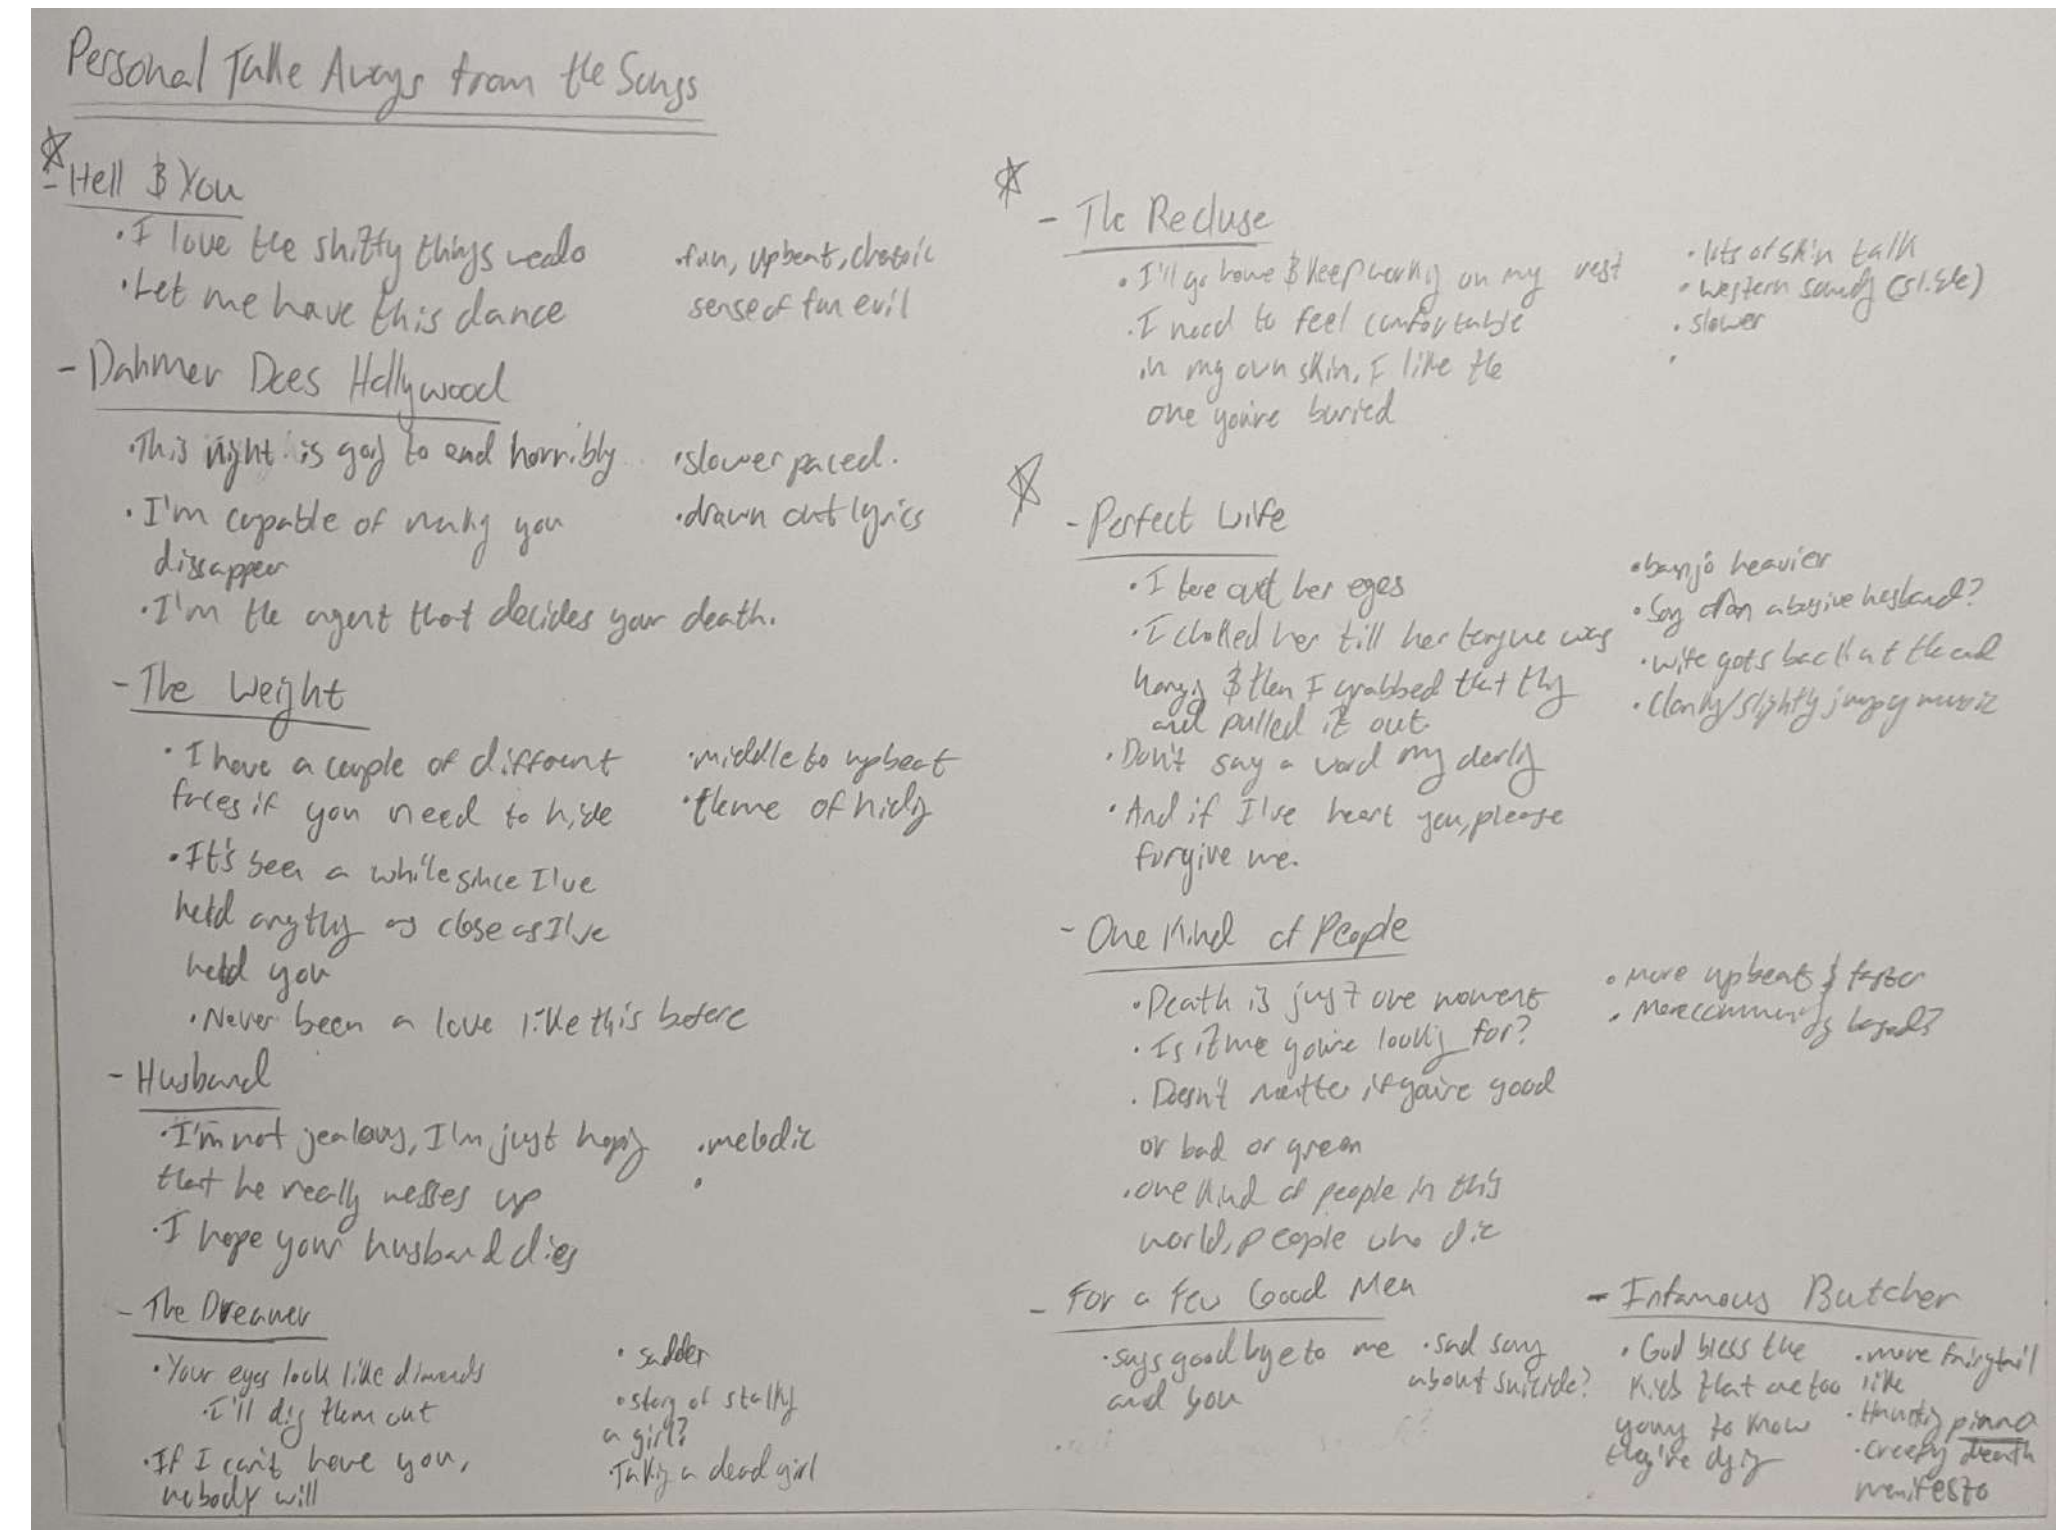 Personal Take Aways from the Songs
- Hell & You
· I love the shitty things we do
· Let me have this dance
· fun, upbeat, chaotic
sense of fun evil
- Dahmer Does Hollywood
· This night is going to end horribly
· I'm capable of making you
dissappear
· I'm the agent that decides your death.
· slower paced.
· drawn out lyrics
- The Weight
· I have a couple of different
faces if you need to hide
· It's been a while since I've
held anything as close as I've
held you
· Never been a love like this before
· middle to upbeat
· theme of hiding
- Husband
· I'm not jealous, I'm just hoping
that he really messes up
· I hope your husband dies
· melodic
·
- The Dreamer
· Your eyes look like dimonds
· I'll dig them out
· If I can't have you,
nobody will
· sadder
· story of stalking
a girl?
· Taking a dead girl
- The Recluse
· I'll go home & keep working on my vest
· I need to feel comfortable
in my own skin, I like the
one you're buried
· lots of skin talk
· western sounding (slide)
· slower
·
- Perfect Wife
· I tore out her eyes
· I choked her till her tongue was
hanging & then I grabbed that thing
and pulled it out
· Don't say a word my darling
· And if I've heart you, please
forgive me.
· banjo heavier
· Song of an abusive husband?
· wife gets back at the end
· clanky/slightly jumpy music
- One Kind of People
· Death is just one moment
· Is it me you're looking for?
· Doesn't matter if you're good
or bad or green
· one kind of people in this
world, people who die
· more upbeat & faster
· More community based?
- For a Few Good Men
· says goodbye to me
and you
· sad song
about suicide?
- Infamous Butcher
· God bless the
kids that are too
young to know
they're dying
· more fairytail
like
· Haunting piano
· creepy death
manifesto